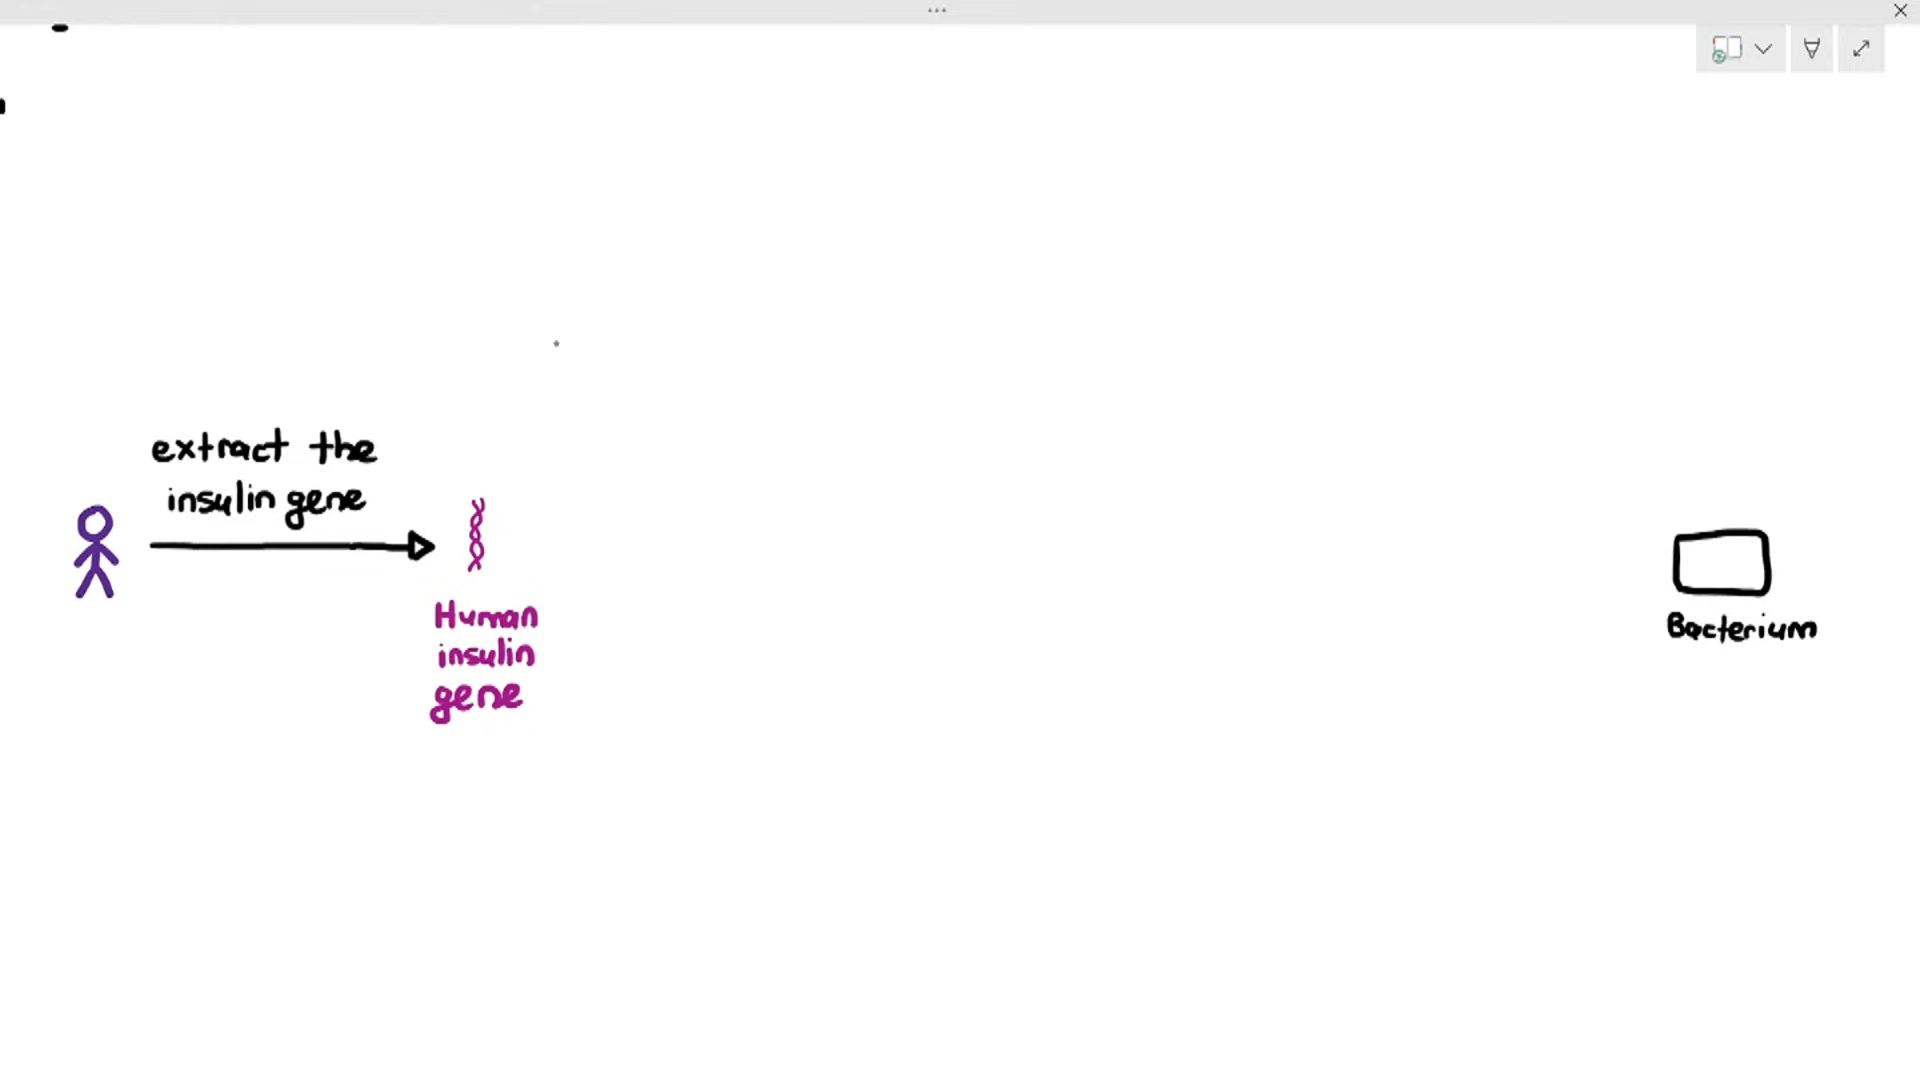 extract the
insulin gene
Human
insulin
gene
Bacterium